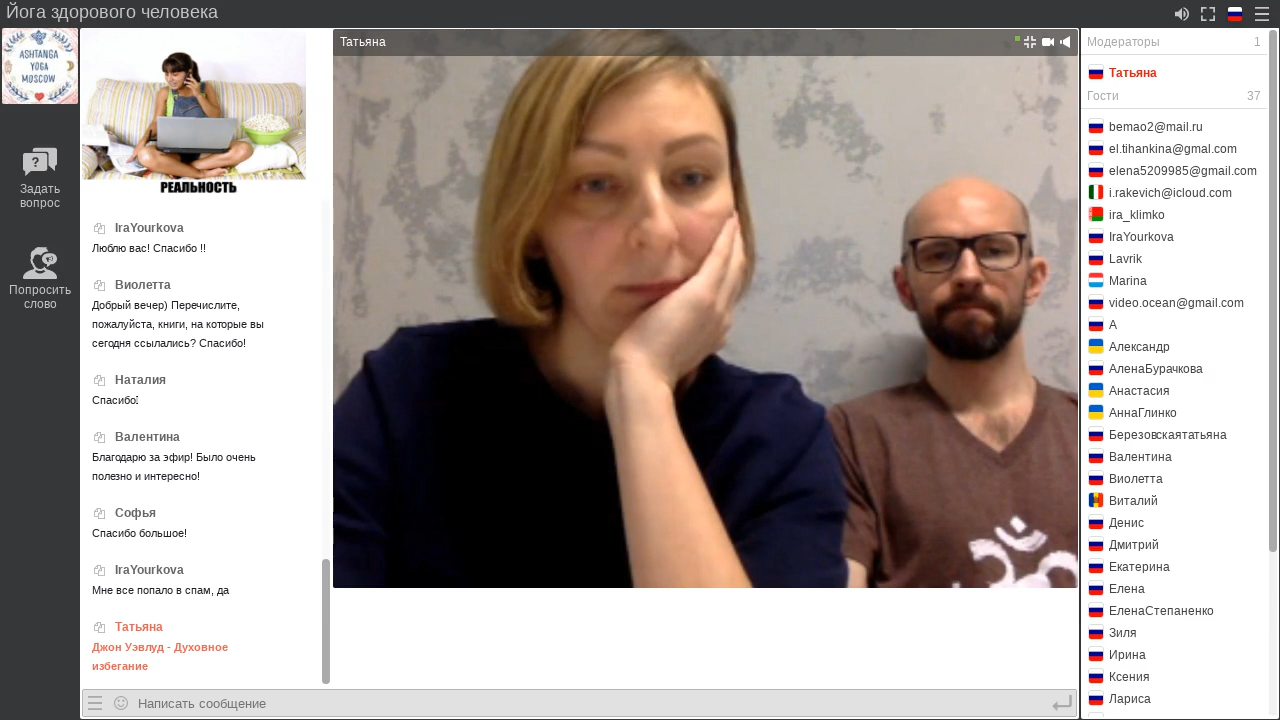 Йога здорового человека
ASHTANGA
YOGA
MOSCOW
Задать
вопрос
Попросить
слово
РЕАЛЬНОСТЬ
IraYourkova
Люблю вас! Спасибо !!
Виолетта
Добрый вечер) Перечислите,
пожалуйста, книги, на которые вы
сегодня ссылались? Спасибо!
Наталия
Спасибо
Валентина
Благодарю за эфир! Было очень
полезно и интересно!
Софья
Спасибо большое!
IraYourkova
Мне все попало в спам, да
Татьяна
Джон Уэвлуд - Духовное
избегание
Написать сообщение
Татьяна
Модераторы 1
Татьяна
Гости 37
bemao2@mail.ru
el.tihankina@gmal.com
elena5209985@gmail.com
i.rakevich@icloud.com
ira_klimko
IraYourkova
Lavrik
Marina
video.ocean@gmail.com
А
Александр
АленаБурачкова
Анастасия
АннаГлинко
Березовскаятатьяна
Валентина
Виолетта
Виталий
Денис
Дмитрий
Екатерина
Елена
ЕленаСтепаненко
Зиля
Ирина
Ксения
Лариса